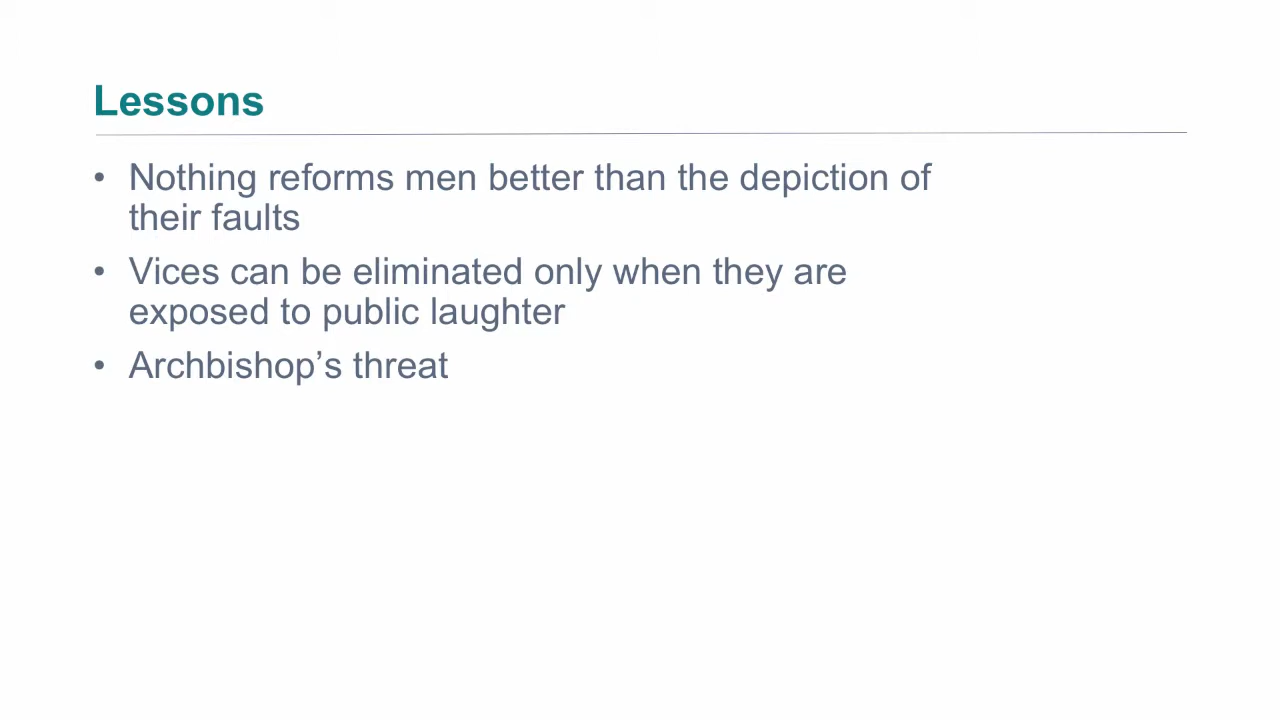 Lessons
• Nothing reforms men better than the depiction of
their faults
• Vices can be eliminated only when they are
exposed to public laughter
• Archbishop’s threat